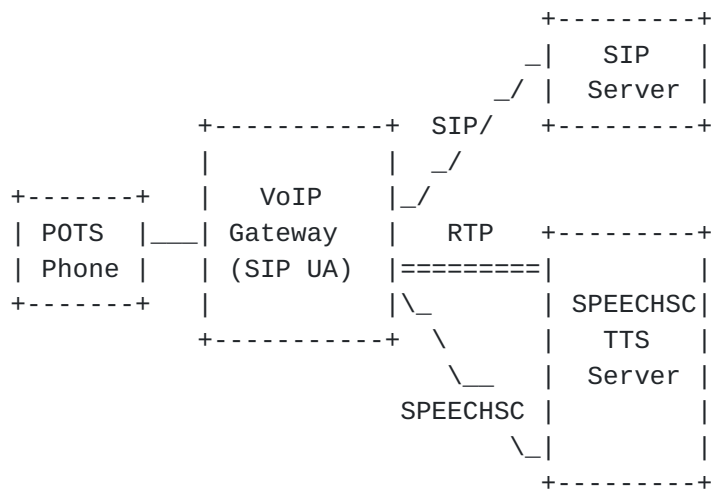 SIP
Server
SIP/
VoIP
POTS Gateway RTP
Phone (SIP UA)
SPEECHSC
TTS
Server
SPEECHSC